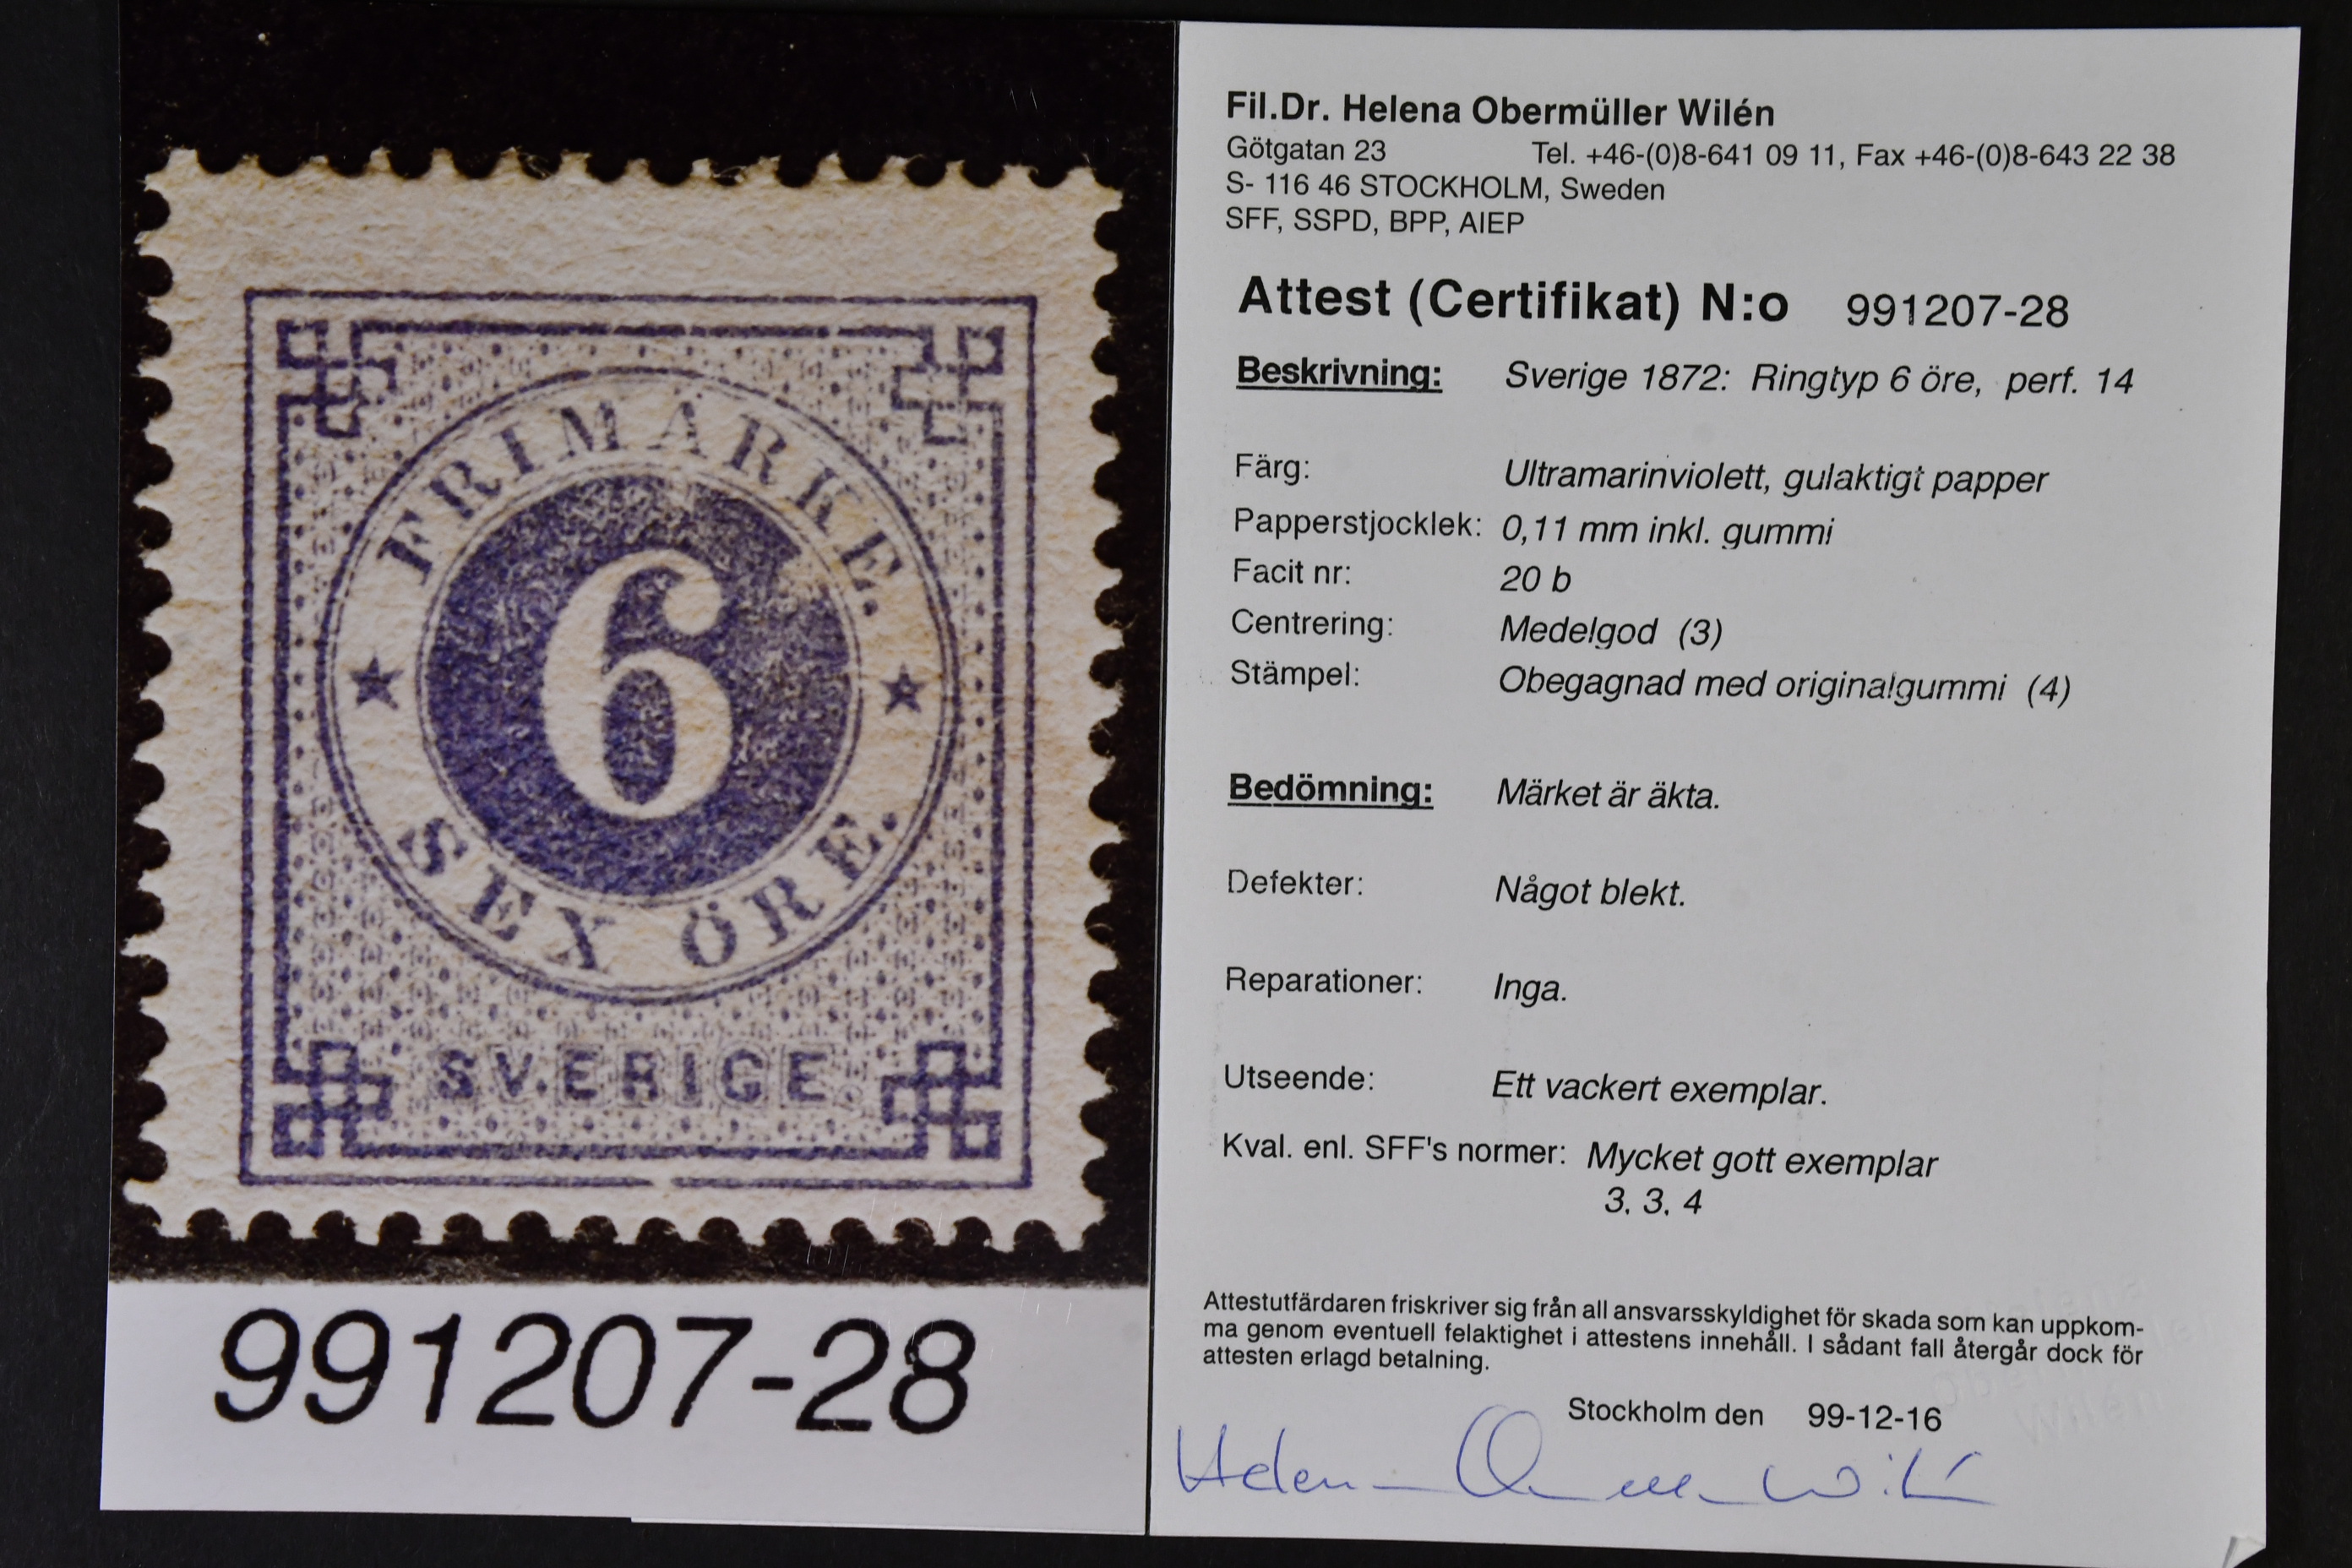 FRIMÄRKE.
6
SEX ÖRE.
SVERIGE.
991207-28
Fil.Dr. Helena Obermüller Wilén
Götgatan 23 Tel. +46-(0)8-641 09 11, Fax +46-(0)8-643 22 38
S- 116 46 STOCKHOLM, Sweden
SFF, SSPD, BPP, AIEP
Attest (Certifikat) N:o 991207-28
Beskrivning: Sverige 1872: Ringtyp 6 öre, perf. 14
Färg: Ultramarinviolett, gulaktigt papper
Papperstjocklek: 0,11 mm inkl. gummi
Facit nr: 20 b
Centrering: Medelgod (3)
Stämpel: Obegagnad med originalgummi (4)
Bedömning: Märket är äkta.
Defekter: Något blekt.
Reparationer: Inga.
Utseende: Ett vackert exemplar.
Kval. enl. SFF's normer: Mycket gott exemplar
3, 3, 4
Attestutfärdaren friskriver sig från all ansvarsskyldighet för skada som kan uppkom-
ma genom eventuell felaktighet i attestens innehåll. I sådant fall återgår dock för
attesten erlagd betalning.
Stockholm den 99-12-16